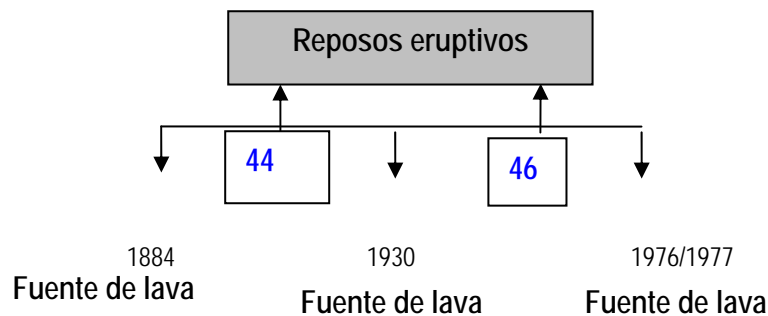 Reposos eruptivos
44
46
1884
1930
1976/1977
Fuente de lava
Fuente de lava
Fuente de lava